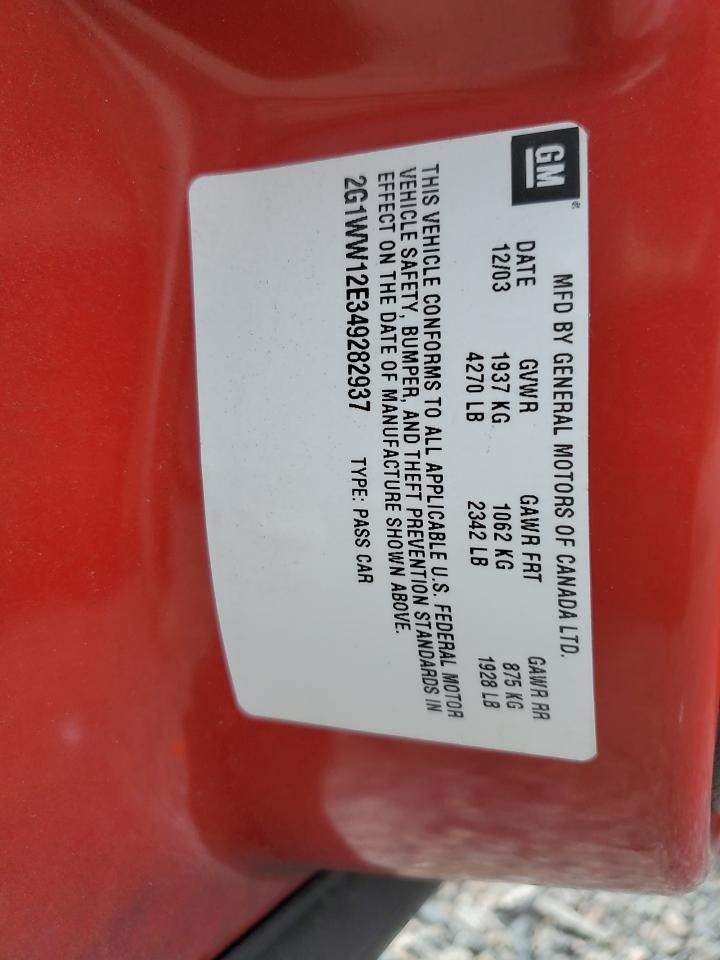 GM
MFD BY GENERAL MOTORS OF CANADA LTD.
DATE GVWR GAWR FRT GAWR RR
12/03 1937 KG 1062 KG 875 KG
4270 LB 2342 LB 1928 LB
THIS VEHICLE CONFORMS TO ALL APPLICABLE U.S. FEDERAL MOTOR
VEHICLE SAFETY, BUMPER, AND THEFT PREVENTION STANDARDS IN
EFFECT ON THE DATE OF MANUFACTURE SHOWN ABOVE.
2G1WW12E349282937 TYPE: PASS CAR